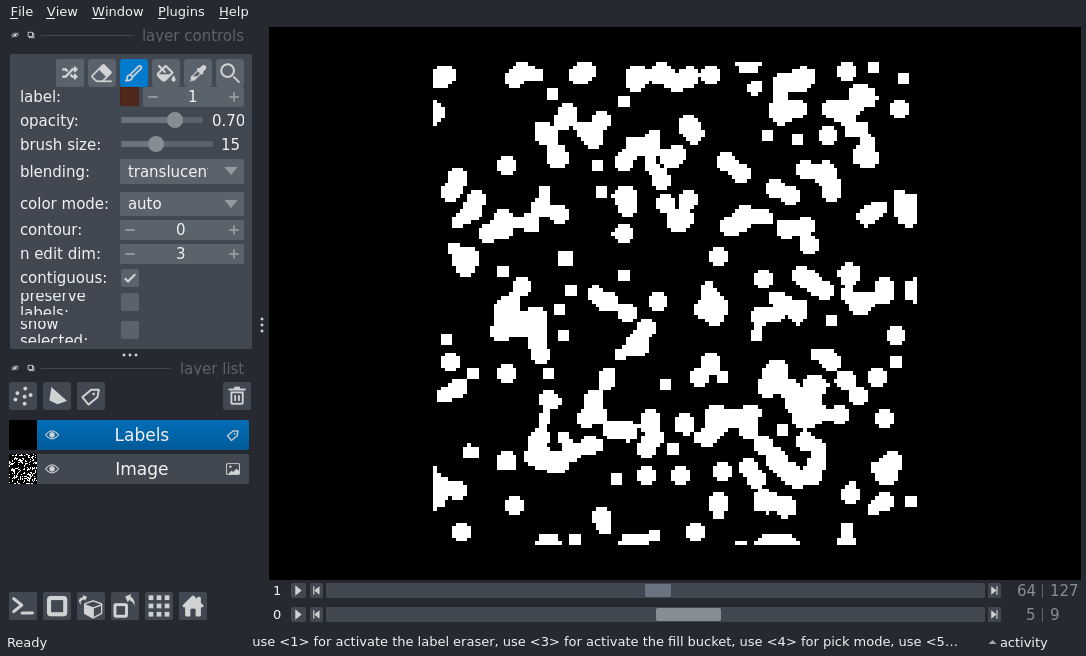 File View Window Plugins Help
layer controls
label: 1
opacity: 0.70
brush size: 15
blending: translucen
color mode: auto
contour: 0
n edit dim: 3
contiguous:
preserve
labels:
show
selected:
layer list
Labels
Image
1 64 127
0 5 9
Ready use <1> for activate the label eraser, use <3> for activate the fill bucket, use <4> for pick mode, use <5... activity